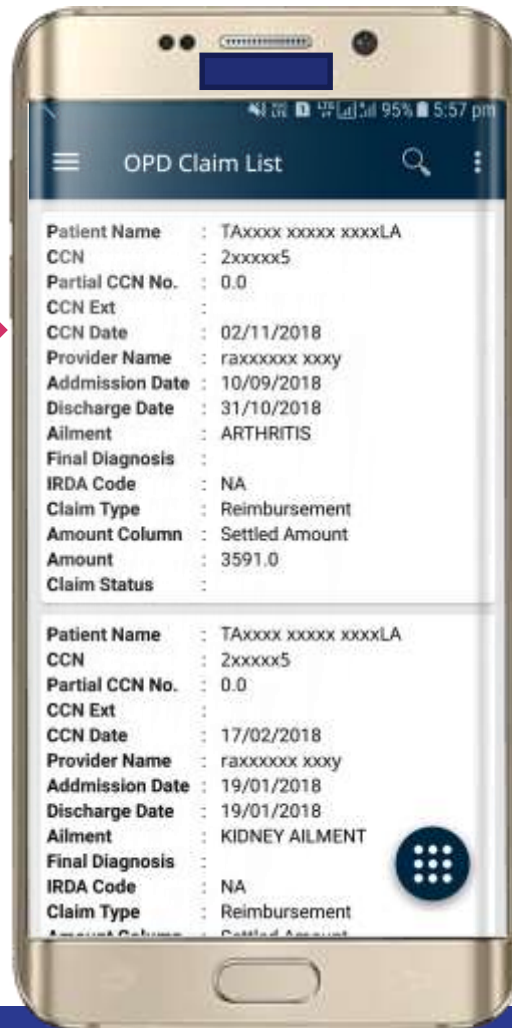 95% 5:57 pm
OPD Claim List
Patient Name : TAxxxx xxxxx xxxxLA
CCN : 2xxxxx5
Partial CCN No. : 0.0
CCN Ext :
CCN Date : 02/11/2018
Provider Name : raxxxxxx xxxy
Addmission Date : 10/09/2018
Discharge Date : 31/10/2018
Ailment : ARTHRITIS
Final Diagnosis :
IRDA Code : NA
Claim Type : Reimbursement
Amount Column : Settled Amount
Amount : 3591.0
Claim Status :
Patient Name : TAxxxx xxxxx xxxxLA
CCN : 2xxxxx5
Partial CCN No. : 0.0
CCN Ext :
CCN Date : 17/02/2018
Provider Name : raxxxxxx xxxy
Addmission Date : 19/01/2018
Discharge Date : 19/01/2018
Ailment : KIDNEY AILMENT
Final Diagnosis :
IRDA Code : NA
Claim Type : Reimbursement